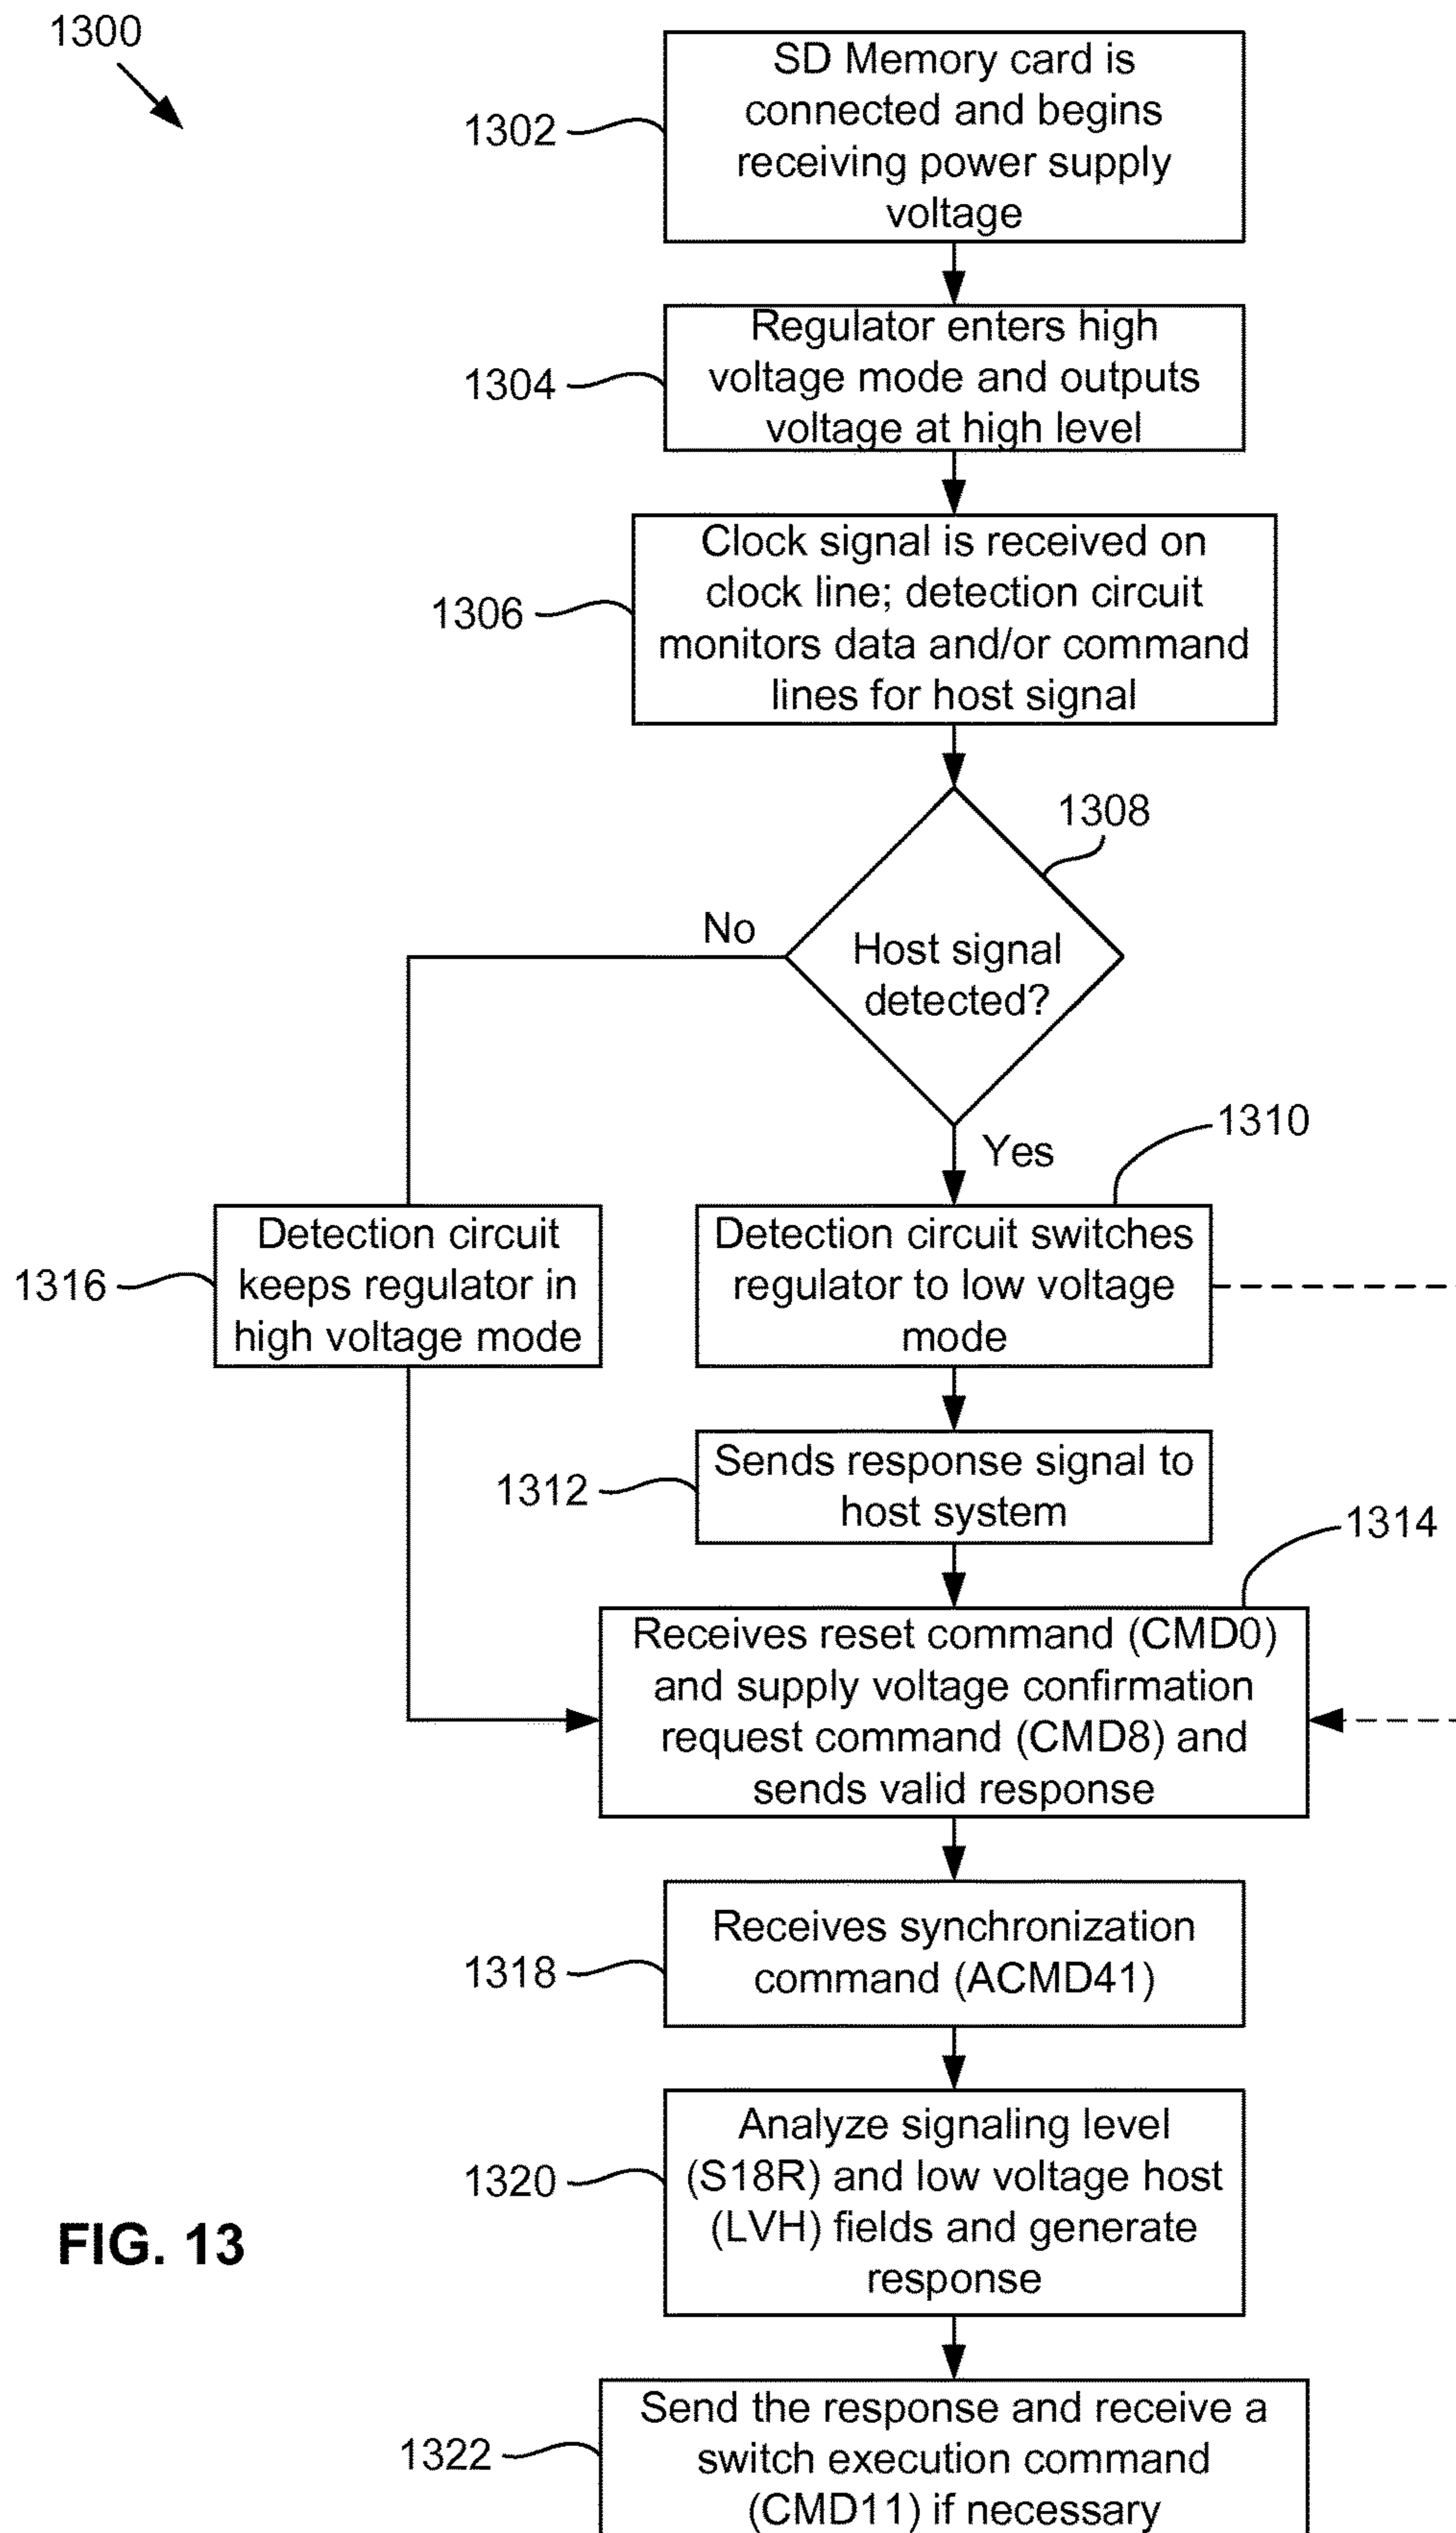 1300
SD Memory card is
connected and begins
receiving power supply
voltage
1302
Regulator enters high
voltage mode and outputs
voltage at high level
1304
Clock signal is received on
clock line; detection circuit
monitors data and/or command
lines for host signal
1306
1308
Host signal
detected?
No
Yes
1310
Detection circuit
keeps regulator in
high voltage mode
1316
Detection circuit switches
regulator to low voltage
mode
Sends response signal to
host system
1312
1314
Receives reset command (CMD0)
and supply voltage confirmation
request command (CMD8) and
sends valid response
Receives synchronization
command (ACMD41)
1318
Analyze signaling level
(S18R) and low voltage host
(LVH) fields and generate
response
1320
FIG. 13
Send the response and receive a
switch execution command
(CMD11) if necessary
1322